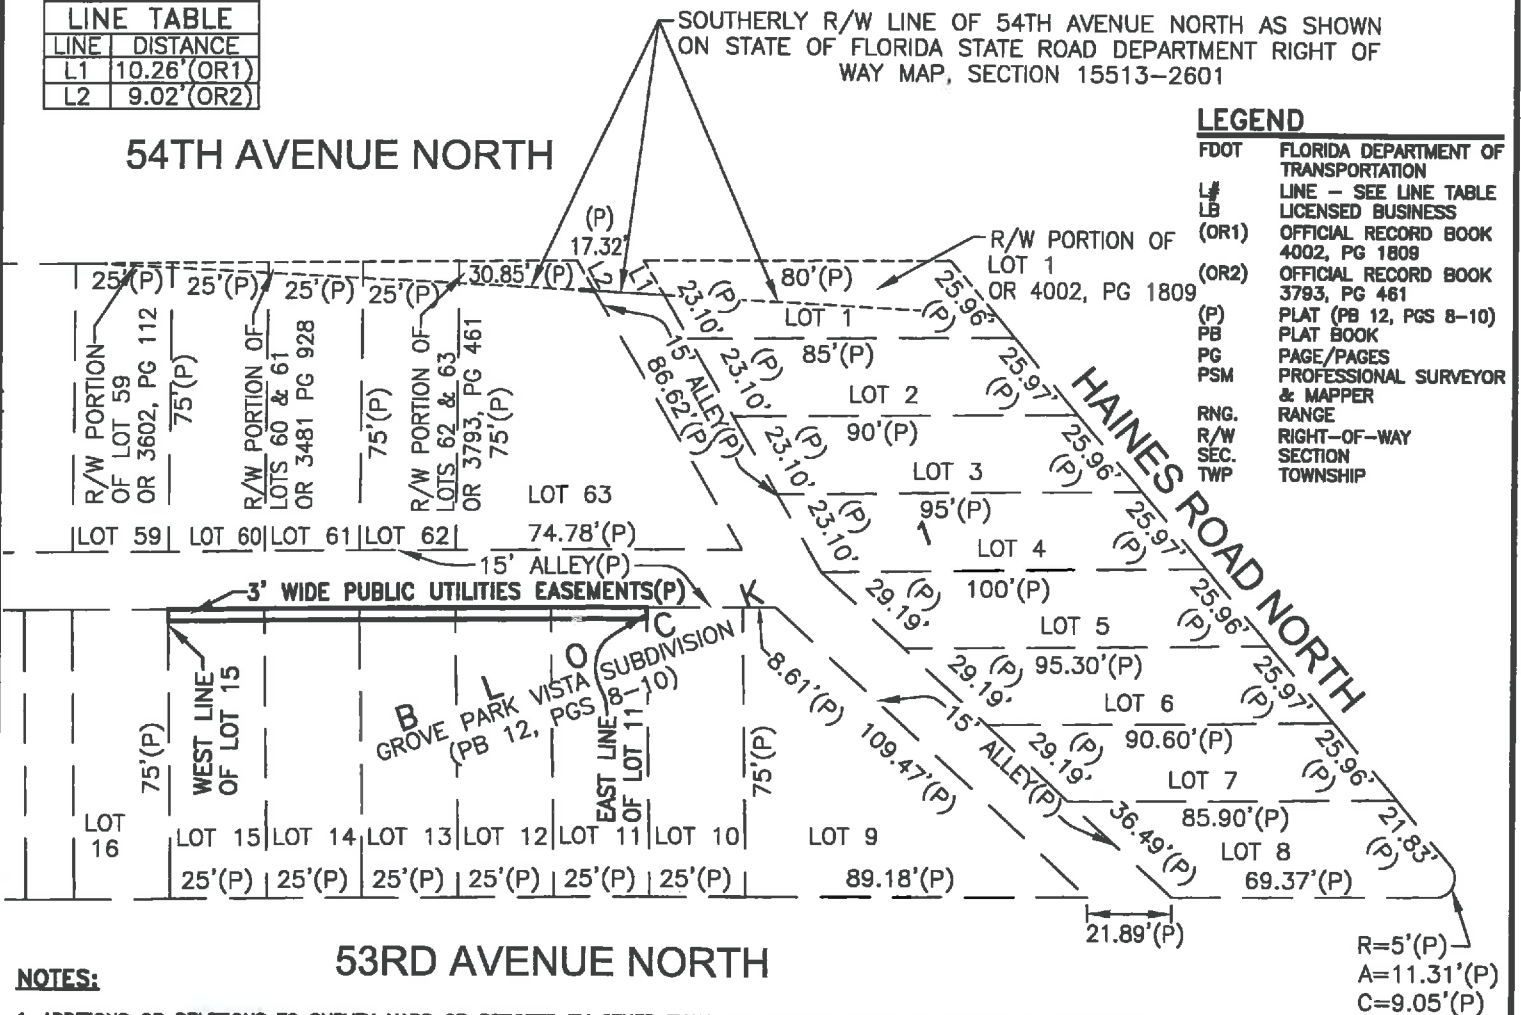 LINE TABLE
LINE DISTANCE
L1 10.26'(OR1)
L2 9.02'(OR2)
SOUTHERLY R/W LINE OF 54TH AVENUE NORTH AS SHOWN
ON STATE OF FLORIDA STATE ROAD DEPARTMENT RIGHT OF
WAY MAP, SECTION 15513-2601
54TH AVENUE NORTH
LEGEND
FDOT FLORIDA DEPARTMENT OF
TRANSPORTATION
L# LINE – SEE LINE TABLE
LB LICENSED BUSINESS
(OR1) OFFICIAL RECORD BOOK
4002, PG 1809
(OR2) OFFICIAL RECORD BOOK
3793, PG 461
(P) PLAT (PB 12, PGS 8-10)
PB PLAT BOOK
PG PAGE/PAGES
PSM PROFESSIONAL SURVEYOR
& MAPPER
RNG. RANGE
R/W RIGHT-OF-WAY
SEC. SECTION
TWP TOWNSHIP
R/W PORTION OF
LOT 1
OR 4002, PG 1809
(P)
17.32'
25'(P) 25'(P) 25'(P) 25'(P) 30.85' (P)
L2
L1
80'(P)
R/W PORTION
OF LOT 59
OR 3602, PG 112
75'(P)
R/W PORTION OF
LOTS 60 & 61
OR 3481 PG 928
75'(P)
R/W PORTION OF
LOTS 62 & 63
OR 3793, PG 461
75'(P)
LOT 63
74.78'(P)
LOT 59 LOT 60 LOT 61 LOT 62
86.62'(P)
15' ALLEY(P)
23.10' (P)
LOT 1
25.96' (P)
85'(P)
23.10' (P)
LOT 2
25.97' (P)
90'(P)
23.10' (P)
LOT 3
25.96' (P)
95'(P)
1
23.10' (P)
LOT 4
25.97' (P)
100'(P)
29.19' (P)
LOT 5
25.96' (P)
95.30'(P)
29.19' (P)
LOT 6
25.97' (P)
90.60'(P)
29.19' (P)
LOT 7
25.96' (P)
85.90'(P)
36.49'(P)
LOT 8
21.83' (P)
69.37'(P)
HAINES ROAD NORTH
15' ALLEY(P)
3' WIDE PUBLIC UTILITIES EASEMENTS(P)
BLOCK
GROVE PARK VISTA SUBDIVISION
(PB 12, PGS 8-10)
WEST LINE
OF LOT 15
EAST LINE
OF LOT 11
75'(P)
75'(P)
8.61'(P)
109.47'(P)
15' ALLEY(P)
LOT
16
LOT 15 LOT 14 LOT 13 LOT 12 LOT 11 LOT 10 LOT 9
25'(P) 25'(P) 25'(P) 25'(P) 25'(P) 25'(P) 89.18'(P)
21.89'(P)
R=5'(P)
A=11.31'(P)
C=9.05'(P)
53RD AVENUE NORTH
NOTES: